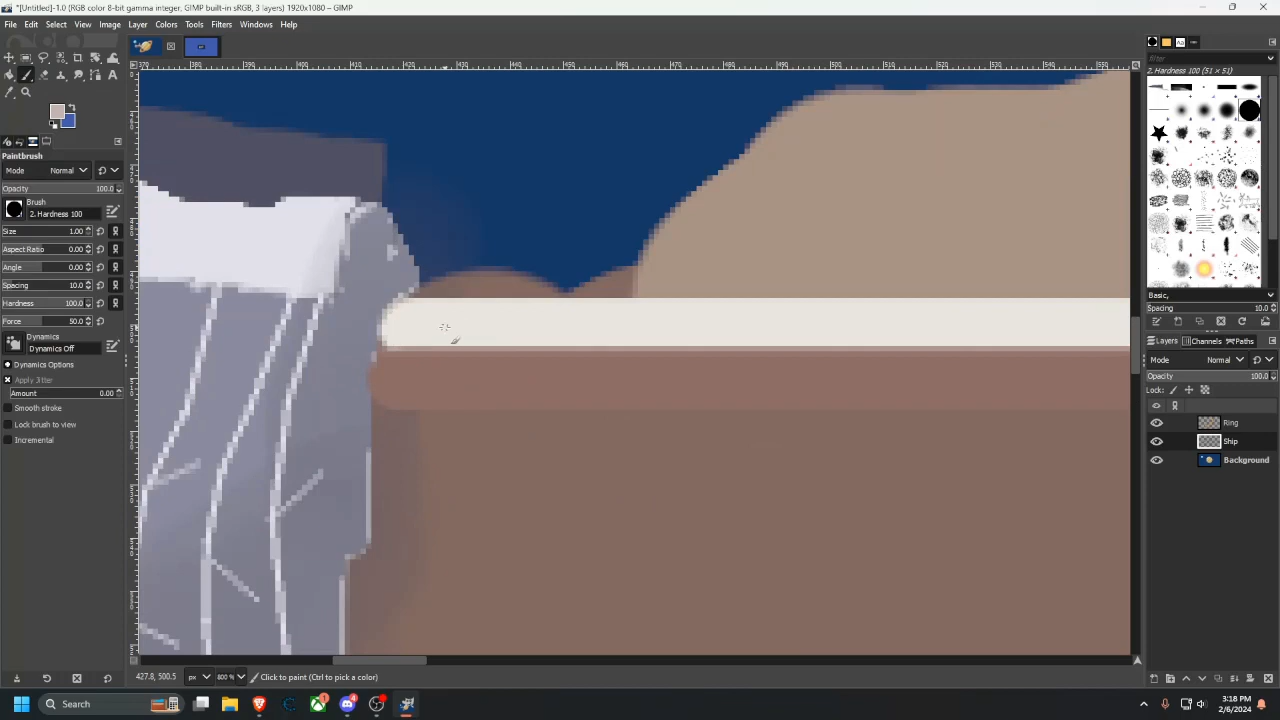 *[Untitled]-1.0 (RGB color 8-bit gamma integer, GIMP built-in sRGB, 3 layers) 1920x1080 – GIMP
File Edit Select View Image Layer Colors Tools Filters Windows Help
filter
2. Hardness 100 (51 × 51)
Paintbrush
Mode Normal
Opacity 100.0
Brush
2. Hardness 100
Size 1.00
Aspect Ratio 0.00
Angle 0.00
Spacing 10.0
Hardness 100.0
Force 50.0
Dynamics
Dynamics Off
Dynamics Options
Apply Jitter
Amount 0.00
Smooth stroke
Lock brush to view
Incremental
Basic,
Spacing 10.0
Layers Channels Paths
Mode Normal
Opacity 100.0
Lock:
Ring
Ship
Background
427.8, 500.5 px 800 % Click to paint (Ctrl to pick a color)
Search
3:18 PM
2/6/2024